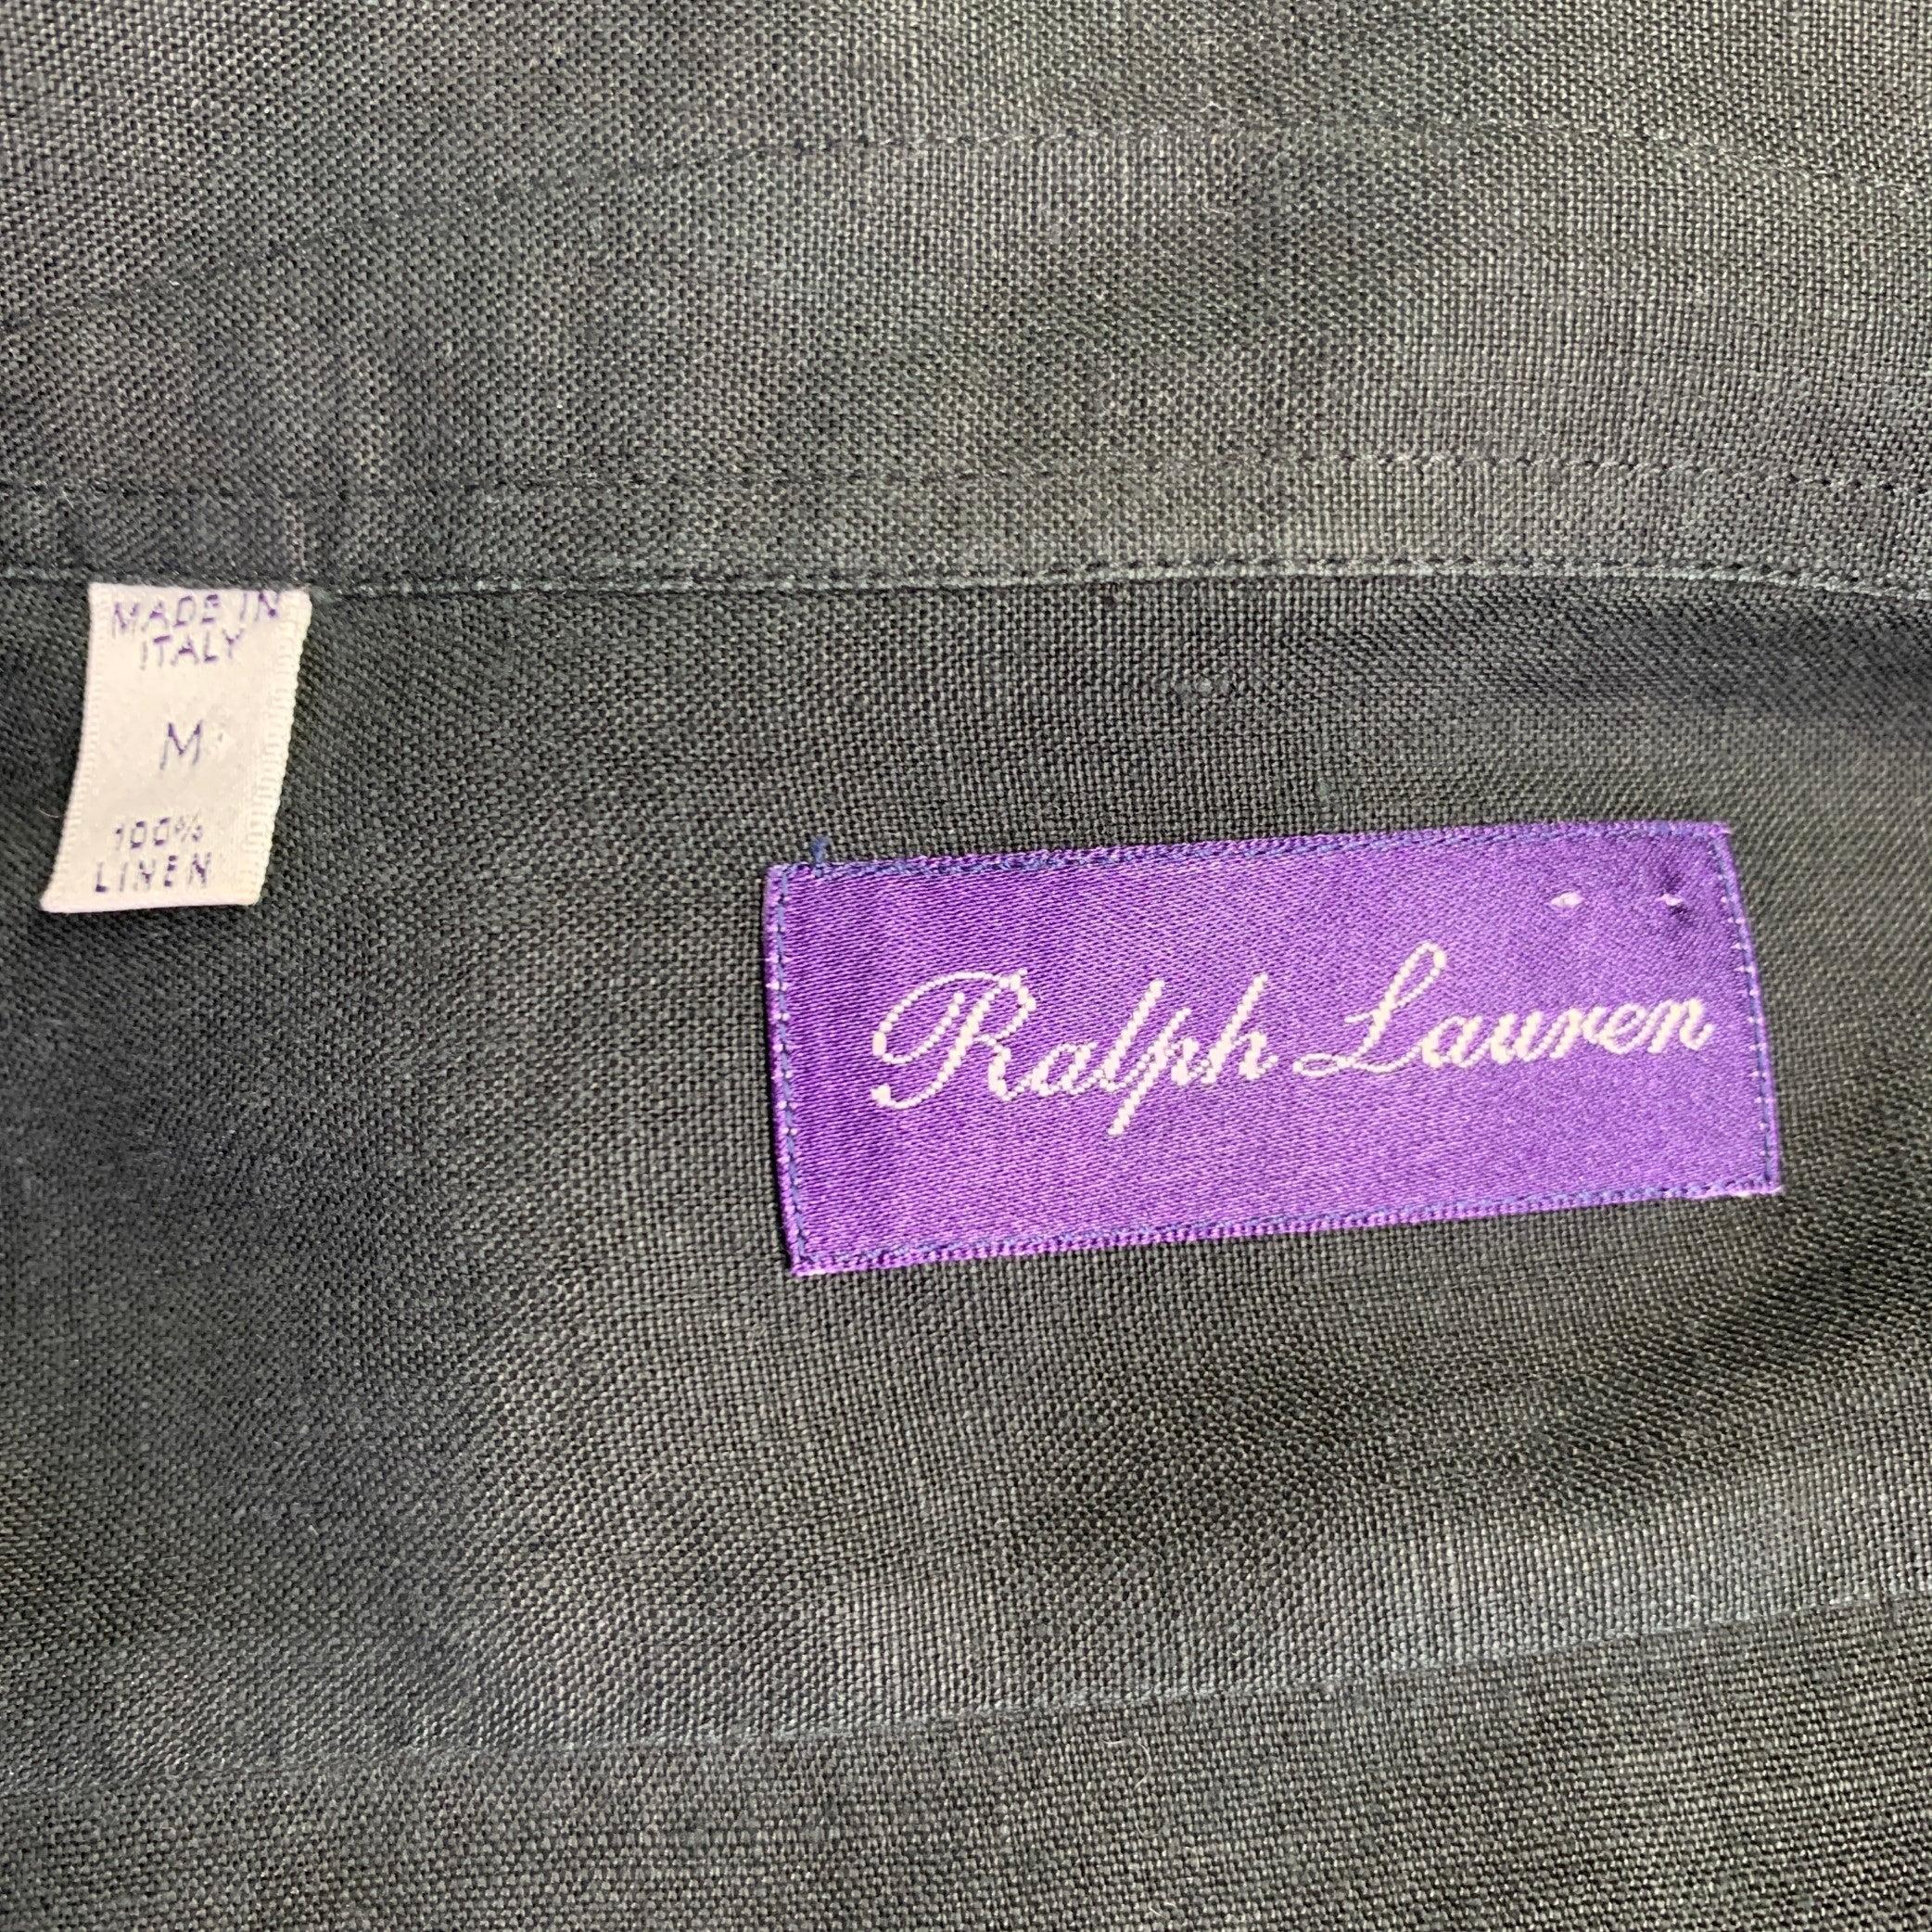 MADE IN
ITALY
M
100%
LINEN
Ralph Lauren